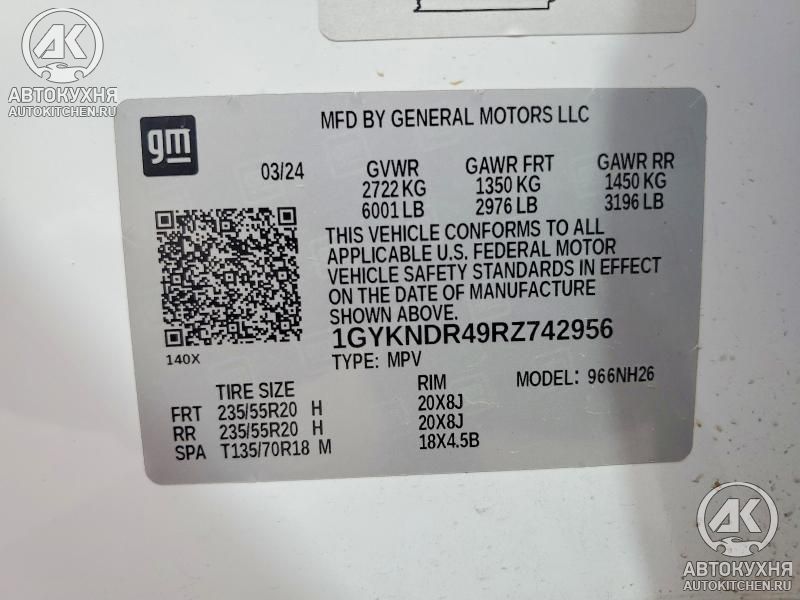 AK
АВТОКУХНЯ
AUTOKITCHEN.RU
gm
MFD BY GENERAL MOTORS LLC
03/24
GVWR GAWR FRT GAWR RR
2722 KG 1350 KG 1450 KG
6001 LB 2976 LB 3196 LB
THIS VEHICLE CONFORMS TO ALL
APPLICABLE U.S. FEDERAL MOTOR
VEHICLE SAFETY STANDARDS IN EFFECT
ON THE DATE OF MANUFACTURE
SHOWN ABOVE.
1GYKNDR49RZ742956
140X
TYPE: MPV
MODEL: 966NH26
TIRE SIZE RIM
FRT 235/55R20 H 20X8J
RR 235/55R20 H 20X8J
SPA T135/70R18 M 18X4.5B
AK
АВТОКУХНЯ
AUTOKITCHEN.RU